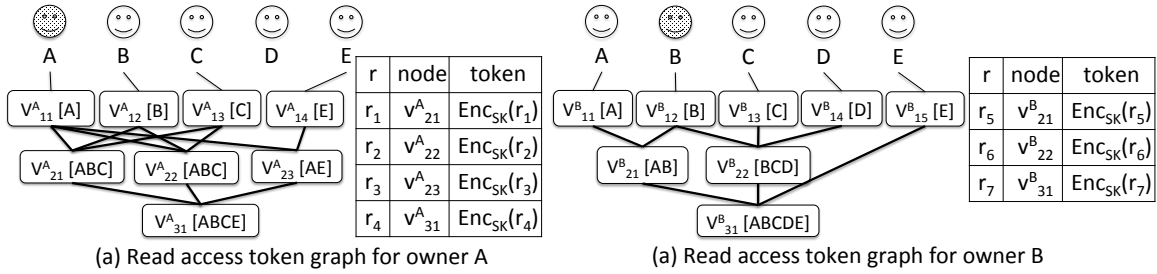 A B C D E
V^A_11 [A] V^A_12 [B] V^A_13 [C] V^A_14 [E]
V^A_21 [ABC] V^A_22 [ABC] V^A_23 [AE]
V^A_31 [ABCE]
r node token
r_1 v^A_21 Enc_SK(r_1)
r_2 v^A_22 Enc_SK(r_2)
r_3 v^A_23 Enc_SK(r_3)
r_4 v^A_31 Enc_SK(r_4)
(a) Read access token graph for owner A
A B C D E
V^B_11 [A] V^B_12 [B] V^B_13 [C] V^B_14 [D] V^B_15 [E]
V^B_21 [AB] V^B_22 [BCD]
V^B_31 [ABCDE]
r node token
r_5 v^B_21 Enc_SK(r_5)
r_6 v^B_22 Enc_SK(r_6)
r_7 v^B_31 Enc_SK(r_7)
(a) Read access token graph for owner B